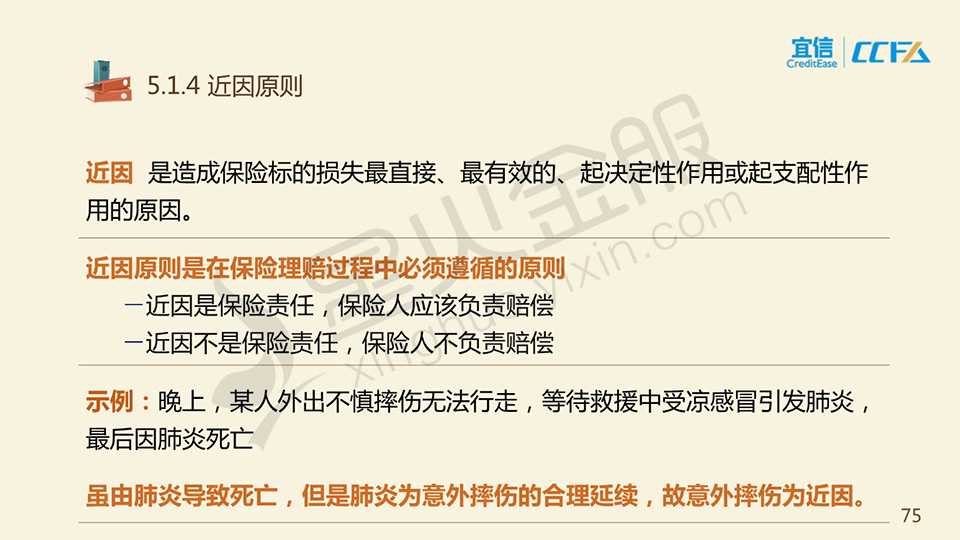 宜信
CreditEase
CCFA
5.1.4 近因原则
近因 是造成保险标的损失最直接、最有效的、起决定性作用或起支配性作
用的原因。
近因原则是在保险理赔过程中必须遵循的原则
－近因是保险责任，保险人应该负责赔偿
－近因不是保险责任，保险人不负责赔偿
示例：晚上，某人外出不慎摔伤无法行走，等待救援中受凉感冒引发肺炎，
最后因肺炎死亡
虽由肺炎导致死亡，但是肺炎为意外摔伤的合理延续，故意外摔伤为近因。
75
星火金服
xinghuo.yixin.com